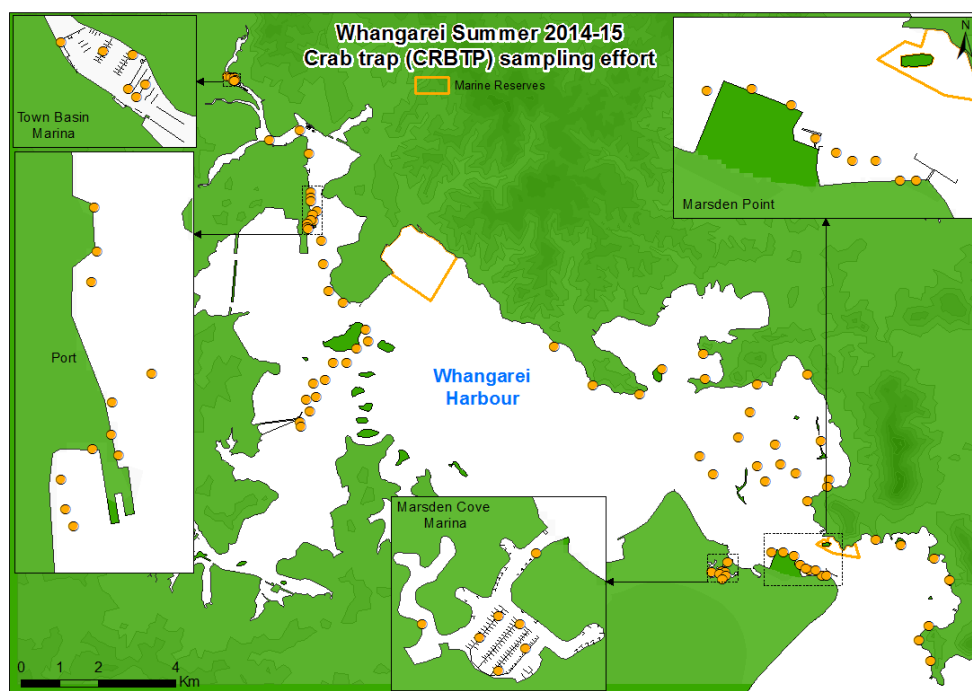 Whangarei Summer 2014-15
Crab trap (CRBTP) sampling effort
Marine Reserves
N
Town Basin
Marina
Marsden Point
Port
Whangarei
Harbour
Marsden Cove
Marina
0 1 2 4
Km